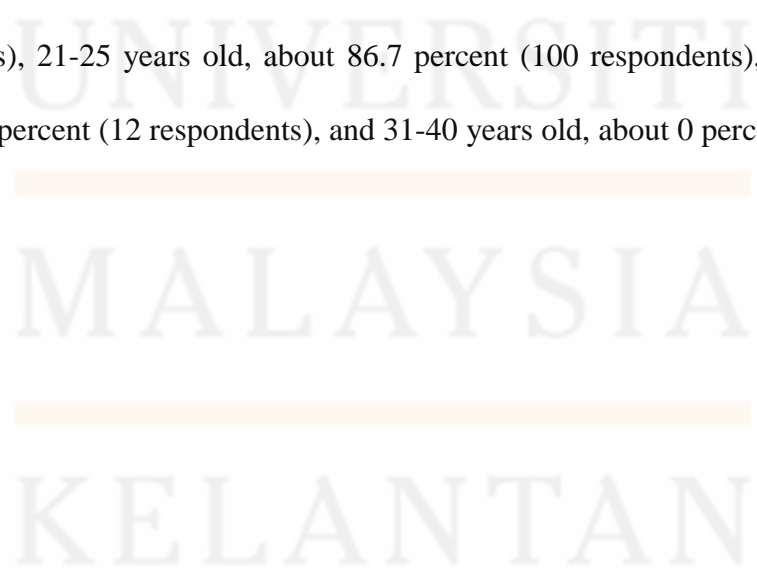 UNIVERSITI
s), 21-25 years old, about 86.7 percent (100 respondents),
percent (12 respondents), and 31-40 years old, about 0 perc
MALAYSIA
KELANTAN